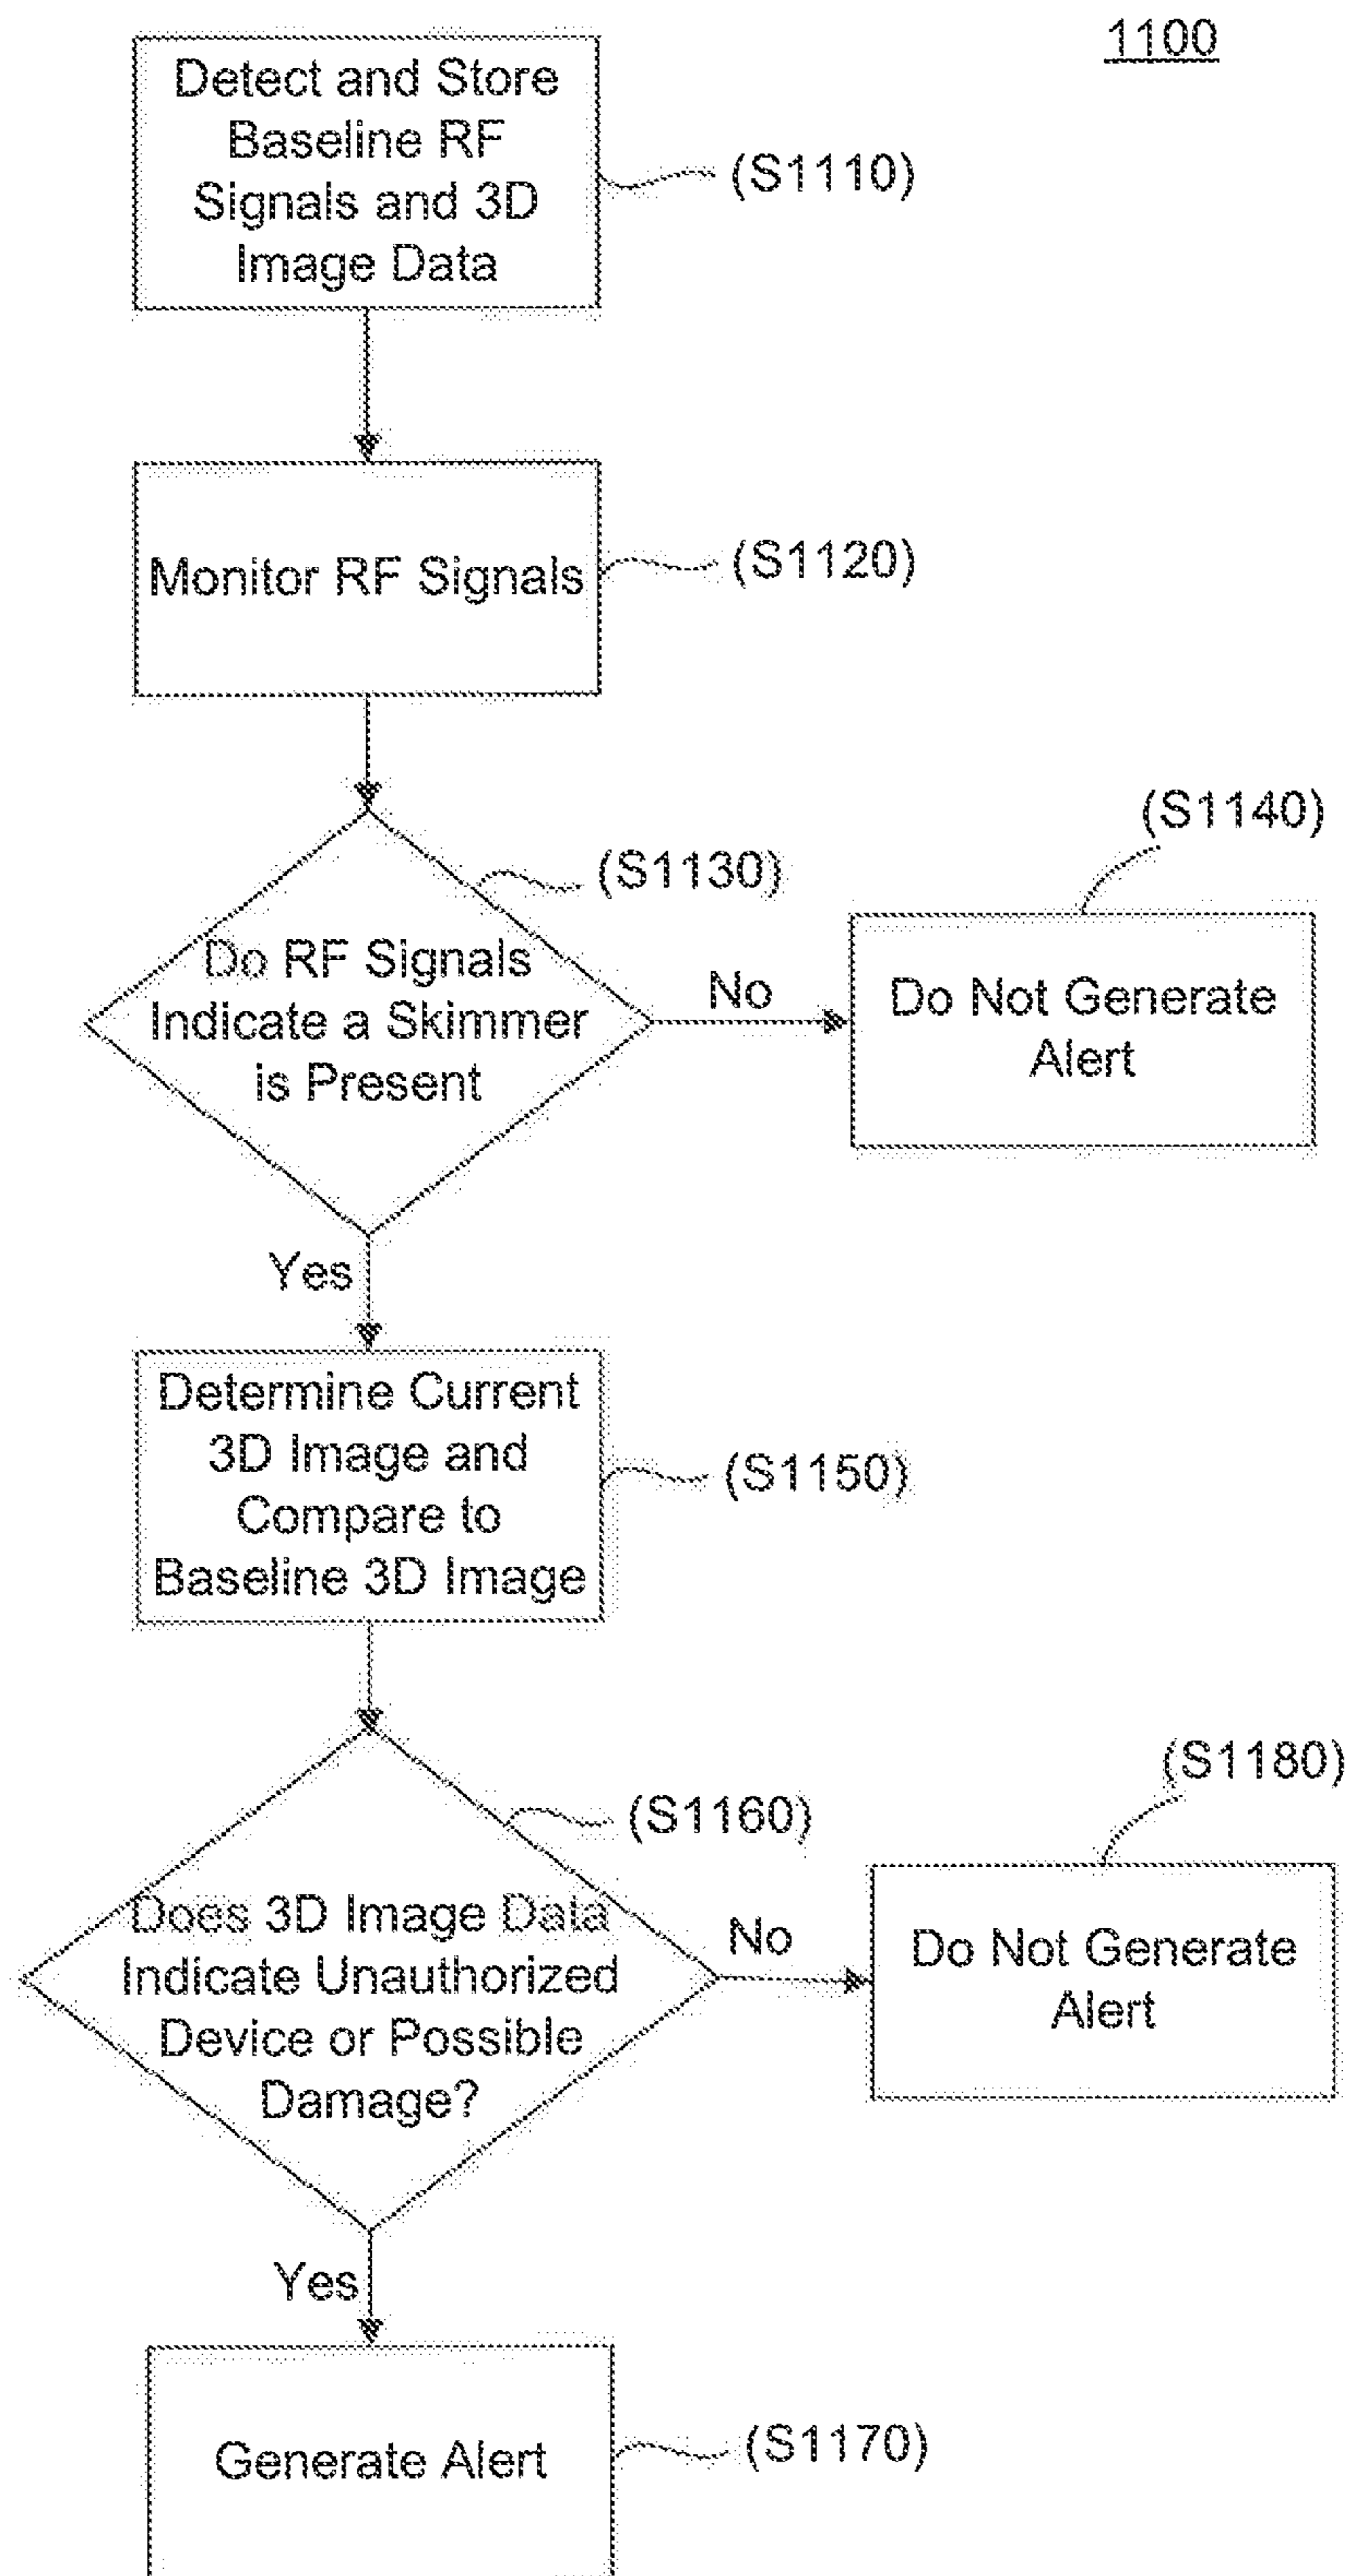 1100
Detect and Store
Baseline RF
Signals and 3D
Image Data
(S1110)
Monitor RF Signals
(S1120)
(S1130)
Do RF Signals
Indicate a Skimmer
is Present
No
(S1140)
Do Not Generate
Alert
Yes
Determine Current
3D Image and
Compare to
Baseline 3D Image
(S1150)
(S1160)
Does 3D Image Data
Indicate Unauthorized
Device or Possible
Damage?
No
(S1180)
Do Not Generate
Alert
Yes
Generate Alert
(S1170)